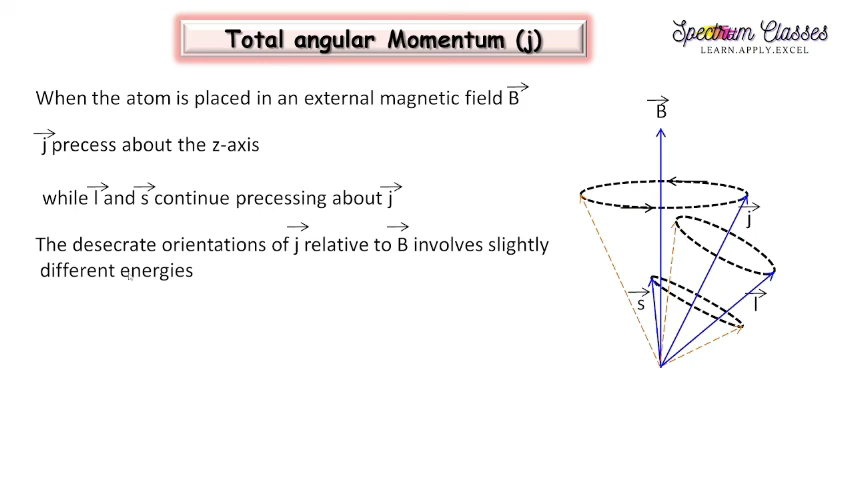 Total angular Momentum (j)
Spectrum Classes
LEARN.APPLY.EXCEL
When the atom is placed in an external magnetic field B
j precess about the z-axis
while l and s continue precessing about j
The desecrate orientations of j relative to B involves slightly
different energies
B
j
s
l